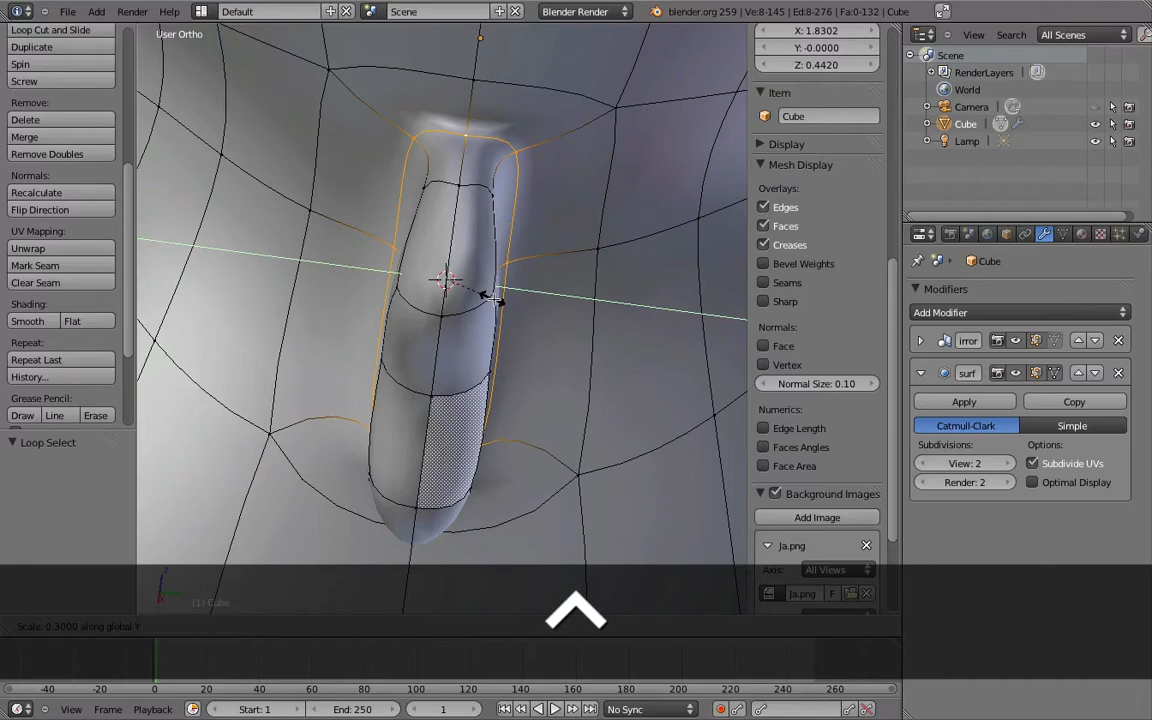 File Add Render Help Default Scene Blender Render blender.org 259 | Ve:8-145 | Ed:8-276 | Fa:0-132 | Cube
Loop Cut and Slide
Duplicate
Spin
Screw
Remove:
Delete
Merge
Remove Doubles
Normals:
Recalculate
Flip Direction
UV Mapping:
Unwrap
Mark Seam
Clear Seam
Shading:
Smooth Flat
Repeat:
Repeat Last
History...
Grease Pencil:
Draw Line Erase
Loop Select
User Ortho
(1) Cube
Scale: 0.3000 along global Y
X: 1.8302
Y: -0.0000
Z: 0.4420
Item
Cube
Display
Mesh Display
Overlays:
Edges
Faces
Creases
Bevel Weights
Seams
Sharp
Normals:
Face
Vertex
Normal Size: 0.10
Numerics:
Edge Length
Faces Angles
Face Area
Background Images
Add Image
Ja.png
Axis: All Views
Ja.png F
View Search All Scenes
Scene
RenderLayers
World
Camera
Cube
Lamp
Cube
Modifiers
Add Modifier
irror
surf
Apply Copy
Catmull-Clark Simple
Subdivisions: Options:
View: 2 Subdivide UVs
Render: 2 Optimal Display
-40 -20 0 20 40 60 80 100 120 140 160 180 200 220 240 260
View Frame Playback Start: 1 End: 250 1 No Sync